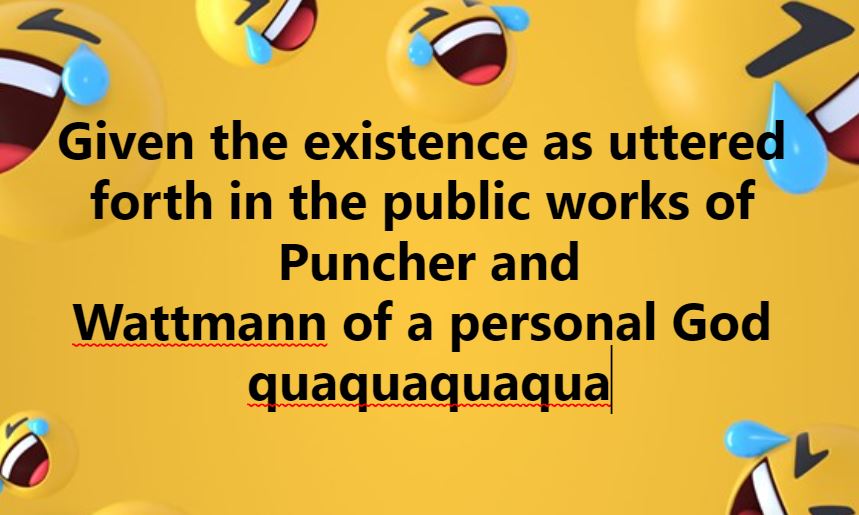 Given the existence as uttered
forth in the public works of
Puncher and
Wattmann of a personal God
quaquaquaqua